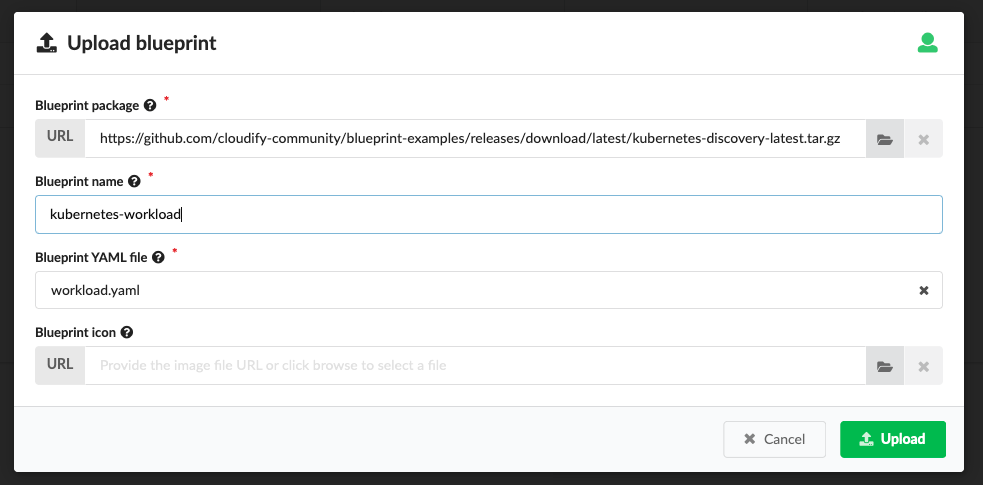 Upload blueprint
Blueprint package ? *
URL https://github.com/cloudify-community/blueprint-examples/releases/download/latest/kubernetes-discovery-latest.tar.gz
Blueprint name ? *
kubernetes-workload
Blueprint YAML file ? *
workload.yaml
Blueprint icon ?
URL Provide the image file URL or click browse to select a file
Cancel Upload